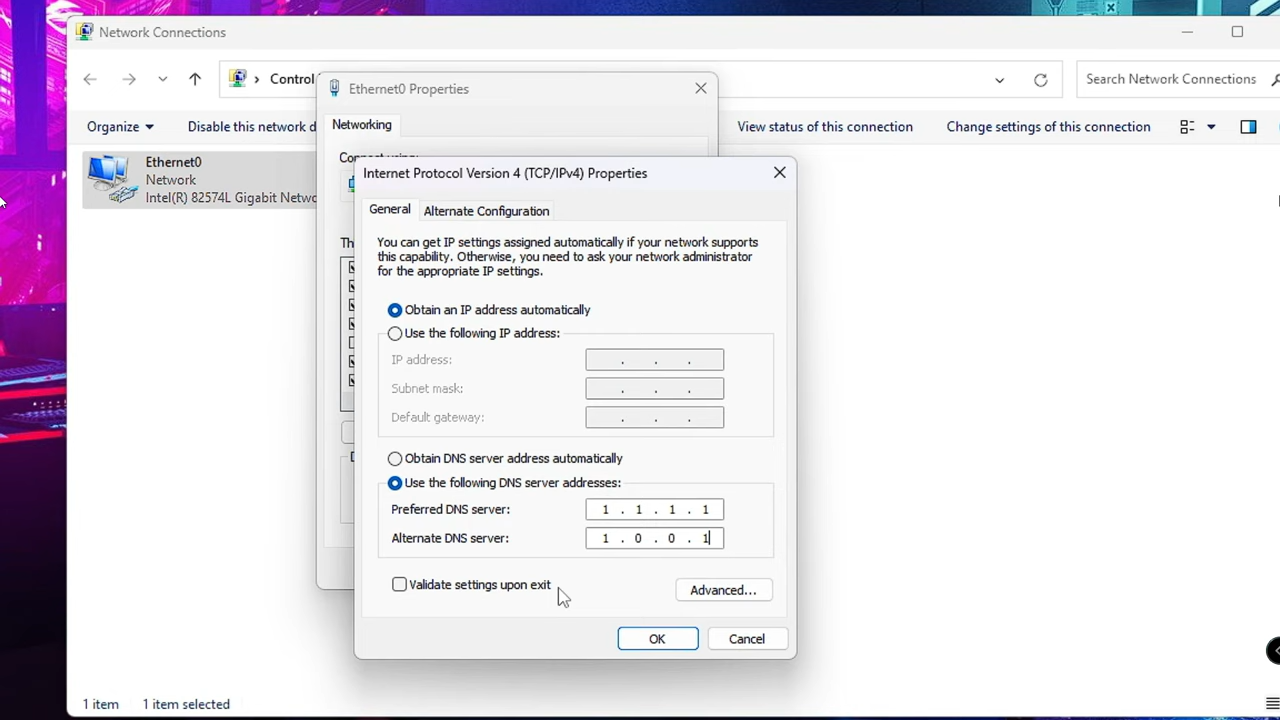 Network Connections
Control
Search Network Connections
Organize
Disable this network d
View status of this connection
Change settings of this connection
Ethernet0
Network
Intel(R) 82574L Gigabit Netwo
Ethernet0 Properties
Networking
Connect using:
Th
Internet Protocol Version 4 (TCP/IPv4) Properties
General
Alternate Configuration
You can get IP settings assigned automatically if your network supports
this capability. Otherwise, you need to ask your network administrator
for the appropriate IP settings.
Obtain an IP address automatically
Use the following IP address:
IP address: . . .
Subnet mask: . . .
Default gateway: . . .
Obtain DNS server address automatically
Use the following DNS server addresses:
Preferred DNS server: 1 . 1 . 1 . 1
Alternate DNS server: 1 . 0 . 0 . 1
Validate settings upon exit
Advanced...
OK
Cancel
1 item
1 item selected